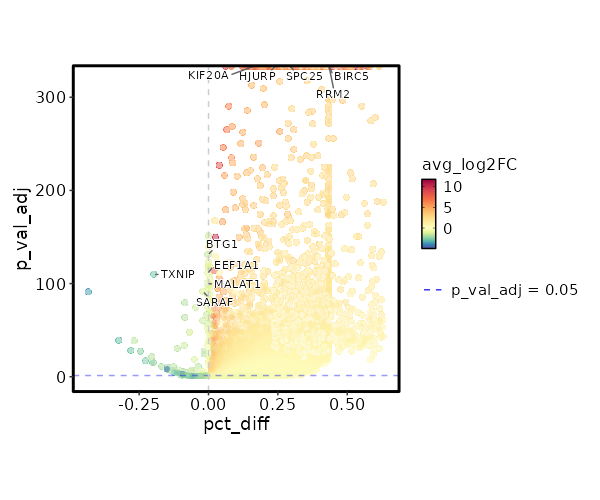 KIF20A HJURP SPC25 BIRC5
RRM2
300
200
100
0
p_val_adj
BTG1
EEF1A1
TXNIP
MALAT1
SARAF
-0.25 0.00 0.25 0.50
pct_diff
avg_log2FC
10
5
0
p_val_adj = 0.05